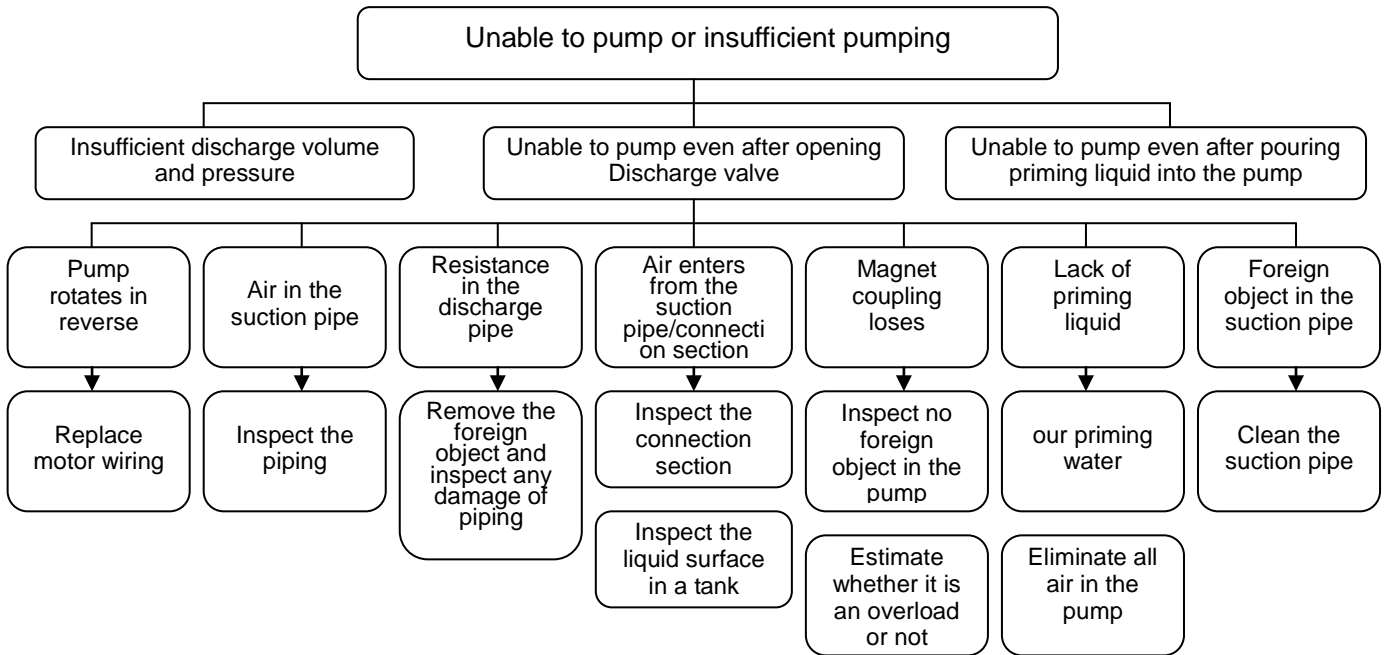 Unable to pump or insufficient pumping
Insufficient discharge volume
and pressure
Unable to pump even after opening
Discharge valve
Unable to pump even after pouring
priming liquid into the pump
Pump
rotates in
reverse
Air in the
suction pipe
Resistance
in the
discharge
pipe
Air enters
from the
suction
pipe/connecti
on section
Magnet
coupling
loses
Lack of
priming
liquid
Foreign
object in the
suction pipe
Replace
motor wiring
Inspect the
piping
Remove the
foreign
object and
inspect any
damage of
piping
Inspect the
connection
section
Inspect no
foreign
object in the
pump
our priming
water
Clean the
suction pipe
Inspect the
liquid surface
in a tank
Estimate
whether it is
an overload
or not
Eliminate all
air in the
pump